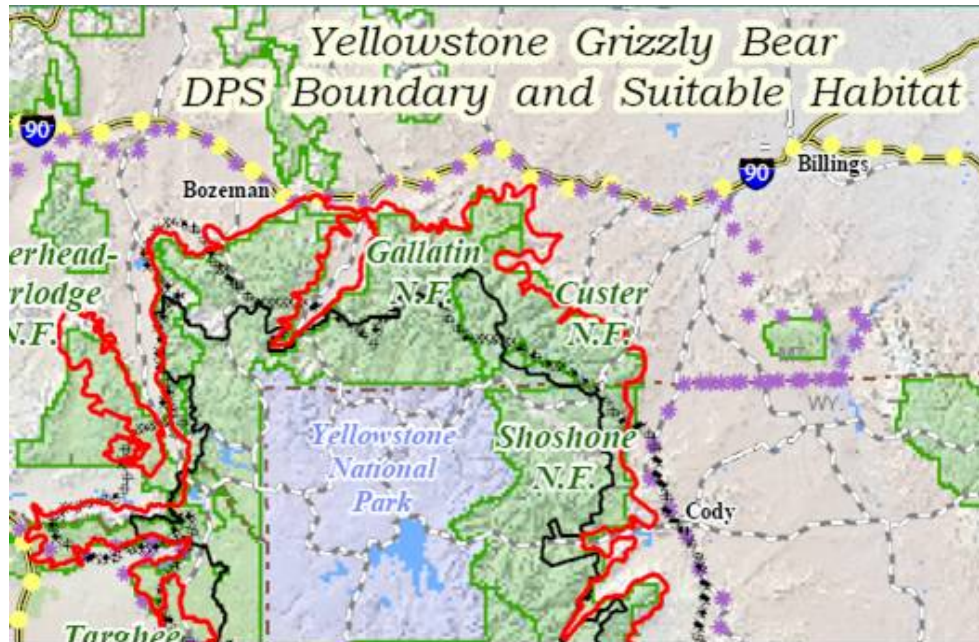 Yellowstone Grizzly Bear
DPS Boundary and Suitable Habitat
90
Billings
90
Bozeman
erhead-
rlodge
N.F.
Gallatin
N.F.
Custer
N.F.
MT.
WY.
Yellowstone
National
Park
Shoshone
N.F.
Cody
Targhee